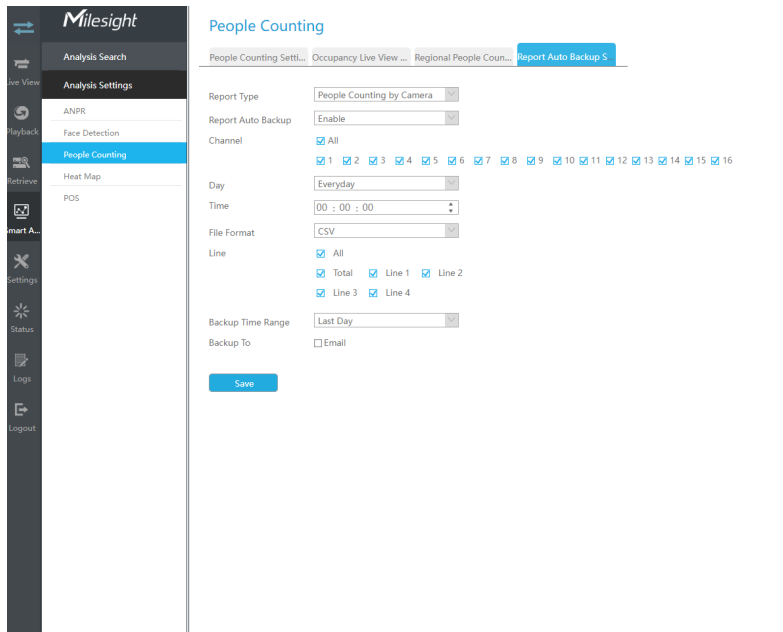 Milesight
Live View
Playback
Retrieve
Smart A...
Settings
Status
Logs
Logout
Analysis Search
Analysis Settings
ANPR
Face Detection
People Counting
Heat Map
POS
People Counting
People Counting Setti... Occupancy Live View ... Regional People Coun... Report Auto Backup S...
Report Type People Counting by Camera
Report Auto Backup Enable
Channel All
1 2 3 4 5 6 7 8 9 10 11 12 13 14 15 16
Day Everyday
Time 00 : 00 : 00
File Format CSV
Line All
Total Line 1 Line 2
Line 3 Line 4
Backup Time Range Last Day
Backup To Email
Save